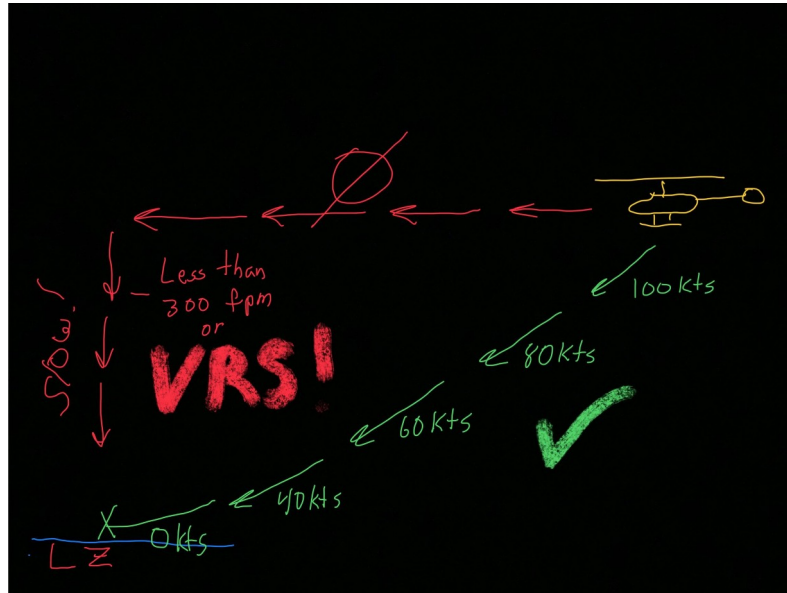 100kts
Less than
300 fpm
or
VRS!
slow!
80kts
60kts
40kts
0kts
LZ